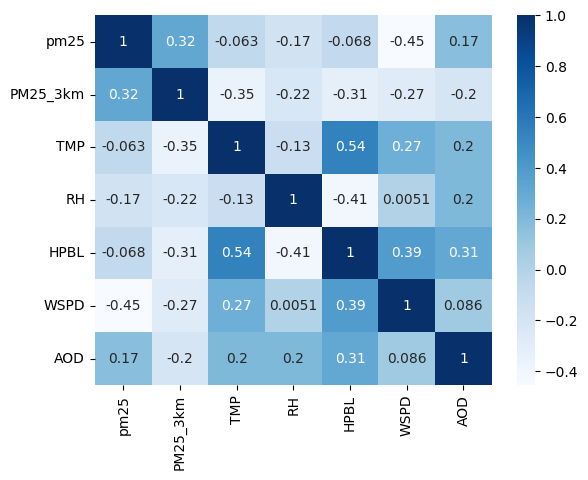 pm25 1 0.32 -0.063 -0.17 -0.068 -0.45 0.17
PM25_3km 0.32 1 -0.35 -0.22 -0.31 -0.27 -0.2
TMP -0.063 -0.35 1 -0.13 0.54 0.27 0.2
RH -0.17 -0.22 -0.13 1 -0.41 0.0051 0.2
HPBL -0.068 -0.31 0.54 -0.41 1 0.39 0.31
WSPD -0.45 -0.27 0.27 0.0051 0.39 1 0.086
AOD 0.17 -0.2 0.2 0.2 0.31 0.086 1
pm25 PM25_3km TMP RH HPBL WSPD AOD
1.0
0.8
0.6
0.4
0.2
0.0
−0.2
−0.4